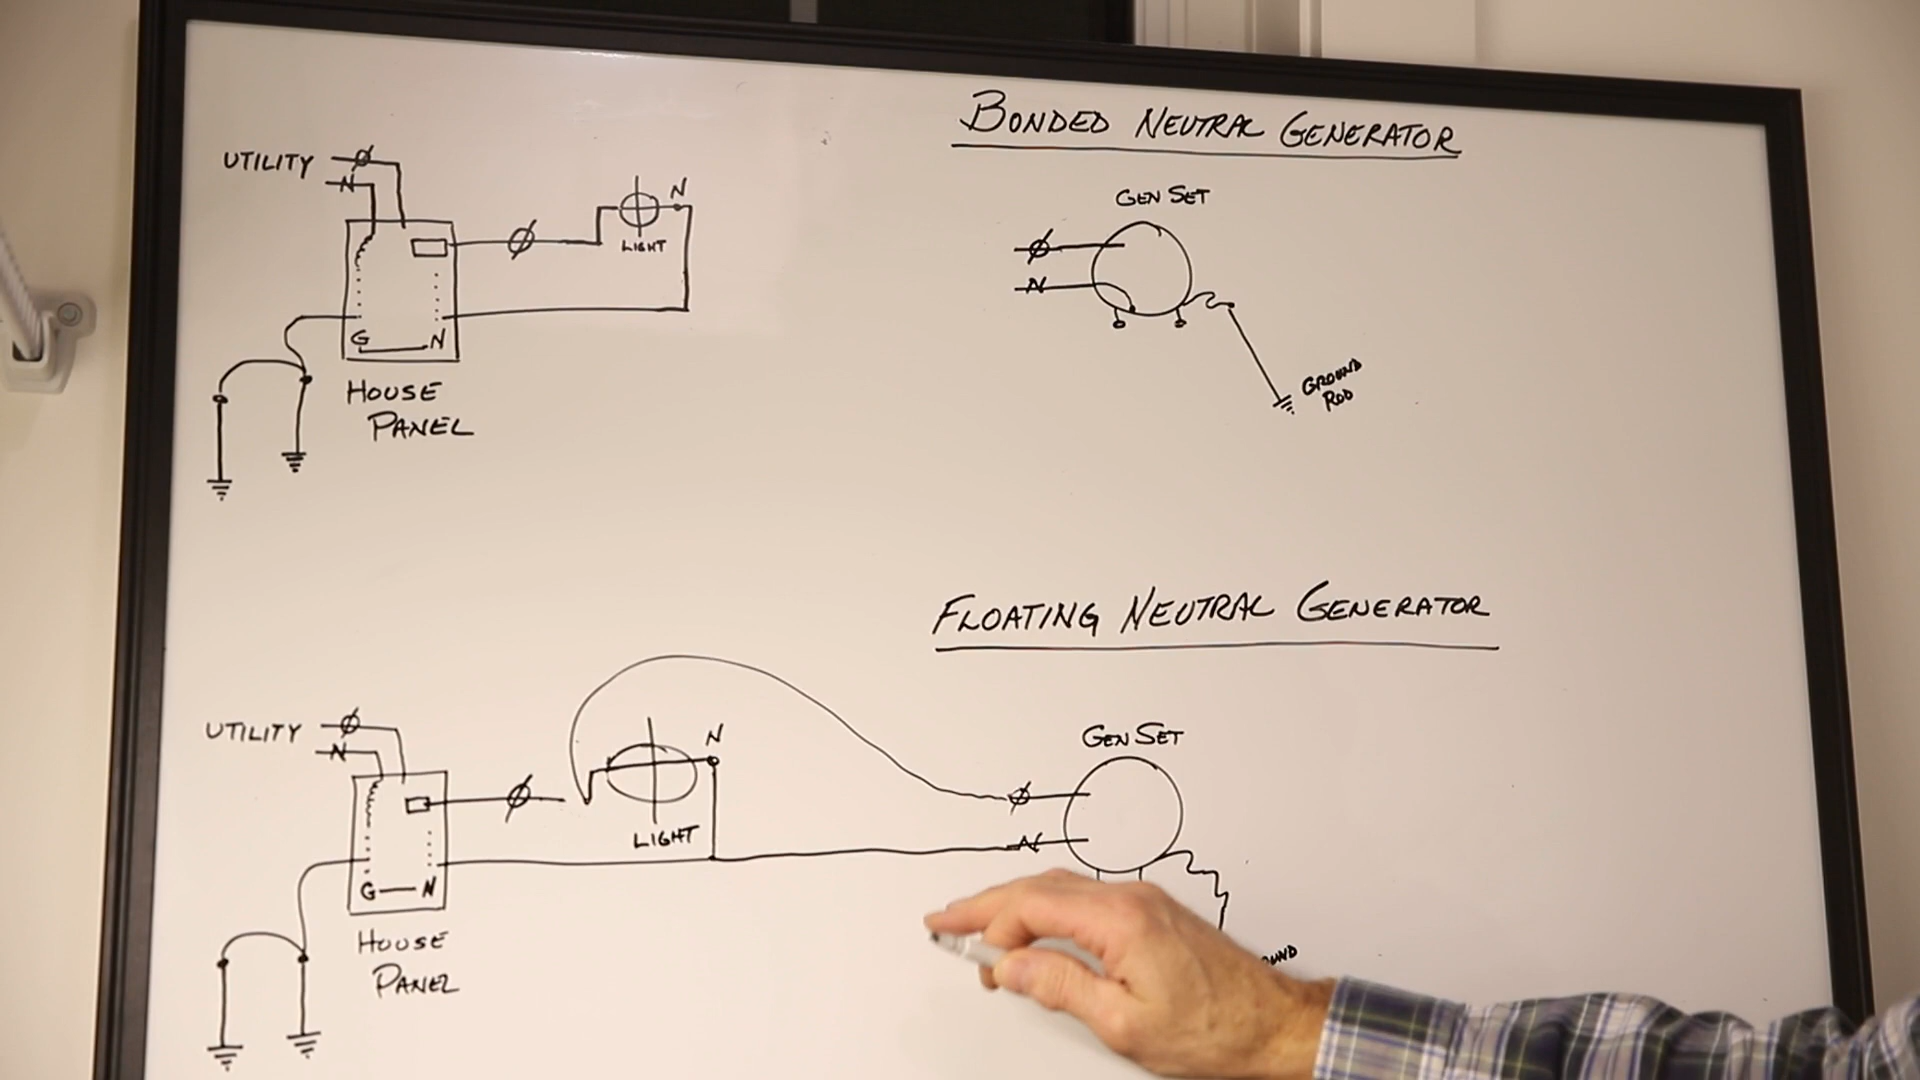 BONDED NEUTRAL GENERATOR
UTILITY
Ø
N
GEN SET
Ø
LIGHT
N
Ø
N
G N
HOUSE
PANEL
GROUND
ROD
FLOATING NEUTRAL GENERATOR
UTILITY
Ø
N
GEN SET
Ø
LIGHT
N
Ø
N
G N
HOUSE
PANEL
OUND